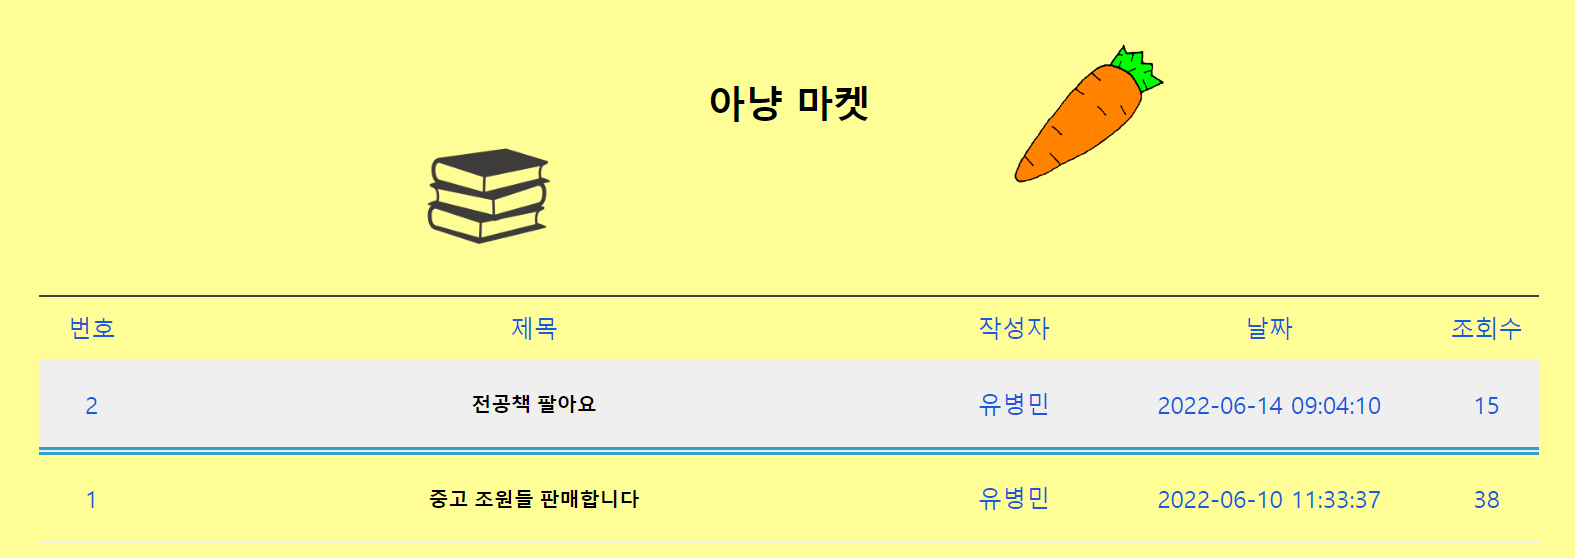 아냥 마켓
번호 제목 작성자 날짜 조회수
2 전공책 팔아요 유병민 2022-06-14 09:04:10 15
1 중고 조원들 판매합니다 유병민 2022-06-10 11:33:37 38